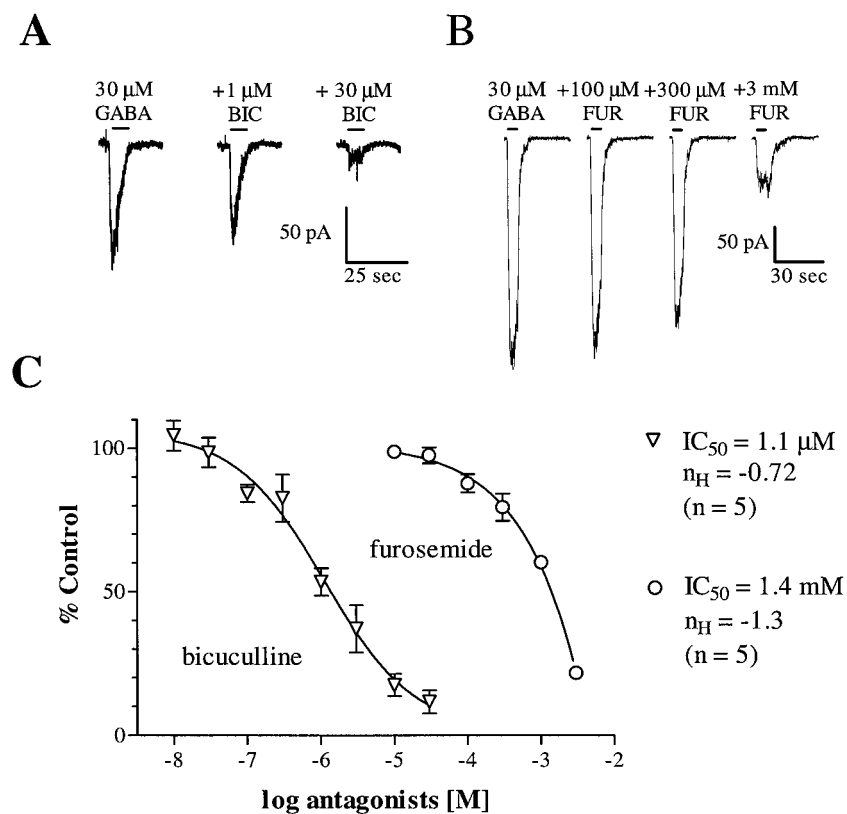 A
B
30 μM +1 μM + 30 μM
GABA BIC BIC
30 μM +100 μM +300 μM +3 mM
GABA FUR FUR FUR
50 pA
25 sec
50 pA
30 sec
C
100
50
0
% Control
furosemide
bicuculline
-8 -7 -6 -5 -4 -3 -2
log antagonists [M]
IC50 = 1.1 μM
nH = -0.72
(n = 5)
IC50 = 1.4 mM
nH = -1.3
(n = 5)